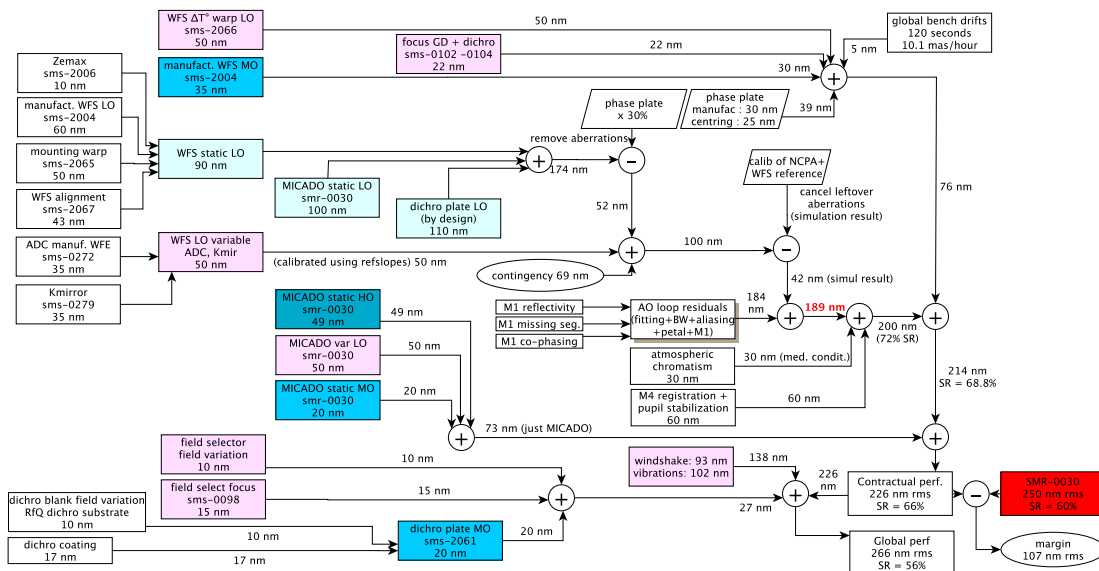 WFS ΔT° warp LO
sms-2066
50 nm
50 nm
global bench drifts
120 seconds
10.1 mas/hour
focus GD + dichro
sms-0102 -0104
22 nm
22 nm
5 nm
Zemax
sms-2006
10 nm
manufact. WFS MO
sms-2004
35 nm
30 nm
+
39 nm
manufact. WFS LO
sms-2004
60 nm
phase plate
x 30%
phase plate
manufac : 30 nm
centring : 25 nm
mounting warp
sms-2065
50 nm
WFS static LO
90 nm
remove aberrations
+
174 nm
-
calib of NCPA+
WFS reference
WFS alignment
sms-2067
43 nm
MICADO static LO
smr-0030
100 nm
dichro plate LO
(by design)
110 nm
52 nm
cancel leftover
aberrations
(simulation result)
76 nm
ADC manuf. WFE
sms-0272
35 nm
WFS LO variable
ADC, Kmir
50 nm
(calibrated using refslopes) 50 nm
+
100 nm
-
contingency 69 nm
42 nm (simul result)
Kmirror
sms-0279
35 nm
MICADO static HO
smr-0030
49 nm
49 nm
M1 reflectivity
M1 missing seg.
M1 co-phasing
AO loop residuals
(fitting+BW+aliasing
+petal+M1)
184
nm
+
189 nm
+
200 nm
(72% SR)
+
MICADO var LO
smr-0030
50 nm
50 nm
atmospheric
chromatism
30 nm
30 nm (med. condit.)
214 nm
SR = 68.8%
MICADO static MO
smr-0030
20 nm
20 nm
M4 registration +
pupil stabilization
60 nm
60 nm
+
73 nm (just MICADO)
+
field selector
field variation
10 nm
10 nm
windshake: 93 nm
vibrations: 102 nm
138 nm
226
nm
Contractual perf.
226 nm rms
SR = 66%
-
SMR-0030
250 nm rms
SR = 60%
field select focus
sms-0098
15 nm
15 nm
+
27 nm
+
dichro blank field variation
RfQ dichro substrate
10 nm
10 nm
dichro plate MO
sms-2061
20 nm
20 nm
dichro coating
17 nm
17 nm
Global perf
266 nm rms
SR = 56%
margin
107 nm rms